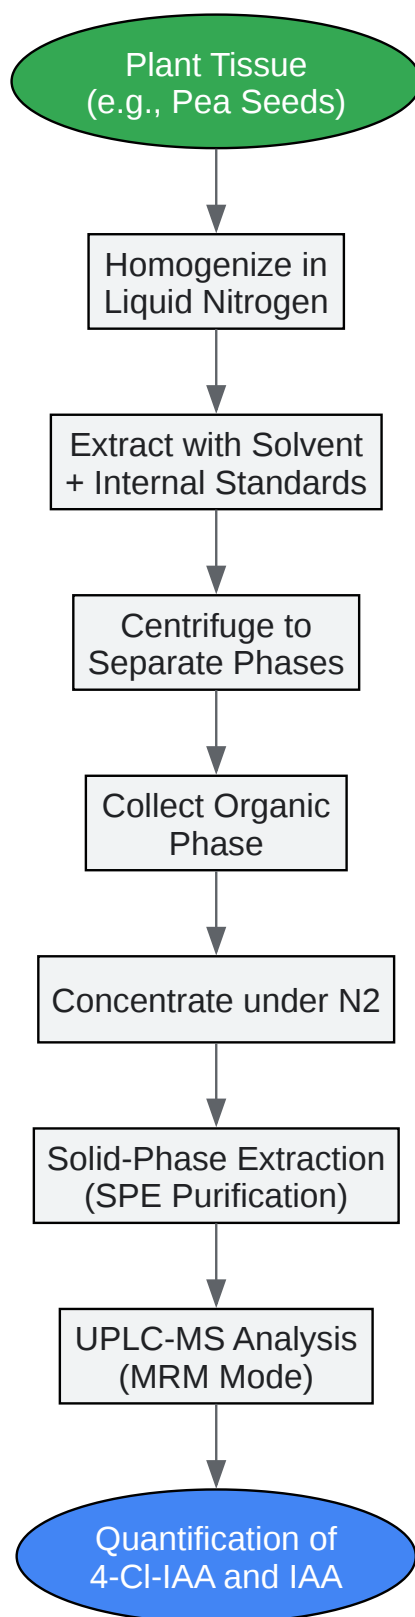 Plant Tissue
(e.g., Pea Seeds)
Homogenize in
Liquid Nitrogen
Extract with Solvent
+ Internal Standards
Centrifuge to
Separate Phases
Collect Organic
Phase
Concentrate under N2
Solid-Phase Extraction
(SPE Purification)
UPLC-MS Analysis
(MRM Mode)
Quantification of
4-Cl-IAA and IAA